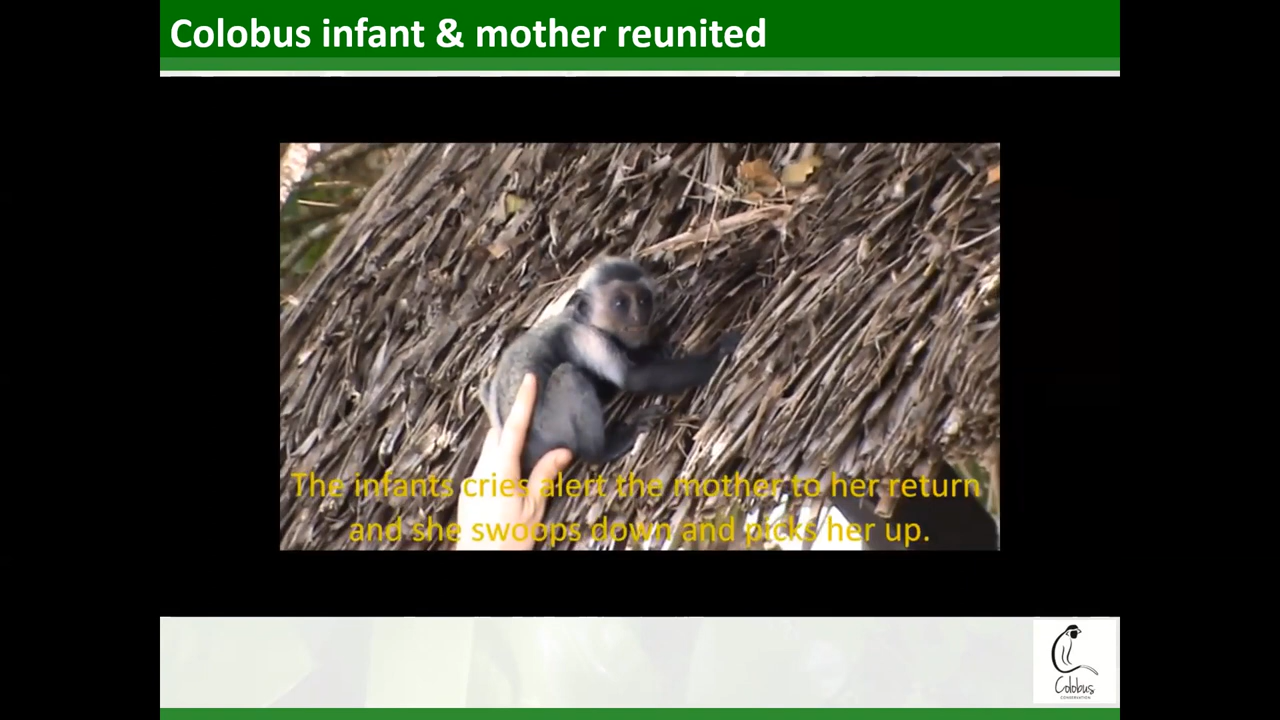 Colobus infant & mother reunited
The infants cries alert the mother to her return
and she swoops down and picks her up.
Colobus
CONSERVATION